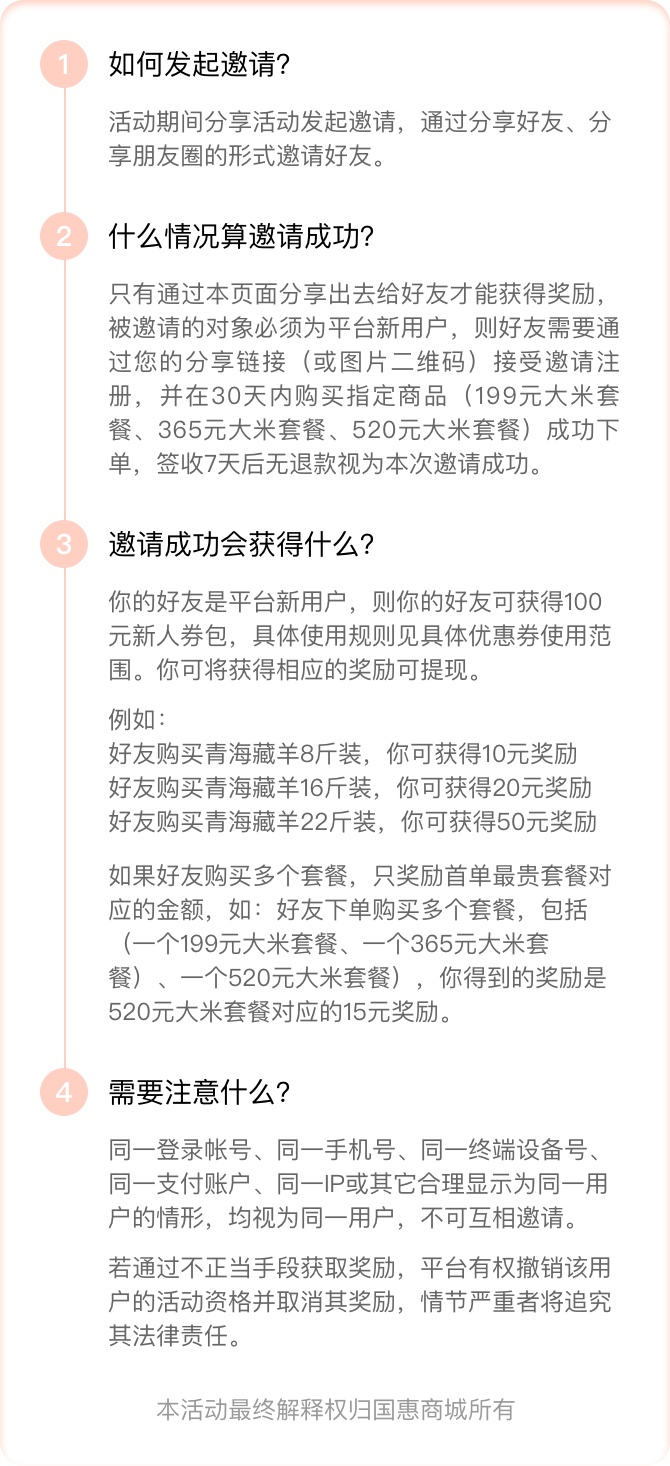 1 如何发起邀请?
活动期间分享活动发起邀请，通过分享好友、分
享朋友圈的形式邀请好友。
2 什么情况算邀请成功?
只有通过本页面分享出去给好友才能获得奖励，
被邀请的对象必须为平台新用户，则好友需要通
过您的分享链接（或图片二维码）接受邀请注
册，并在30天内购买指定商品（199元大米套
餐、365元大米套餐、520元大米套餐）成功下
单，签收7天后无退款视为本次邀请成功。
3 邀请成功会获得什么?
你的好友是平台新用户，则你的好友可获得100
元新人券包，具体使用规则见具体优惠券使用范
围。你可将获得相应的奖励可提现。
例如：
好友购买青海藏羊8斤装，你可获得10元奖励
好友购买青海藏羊16斤装，你可获得20元奖励
好友购买青海藏羊22斤装，你可获得50元奖励
如果好友购买多个套餐，只奖励首单最贵套餐对
应的金额，如：好友下单购买多个套餐，包括
（一个199元大米套餐、一个365元大米套
餐）、一个520元大米套餐），你得到的奖励是
520元大米套餐对应的15元奖励。
4 需要注意什么?
同一登录帐号、同一手机号、同一终端设备号、
同一支付账户、同一IP或其它合理显示为同一用
户的情形，均视为同一用户，不可互相邀请。
若通过不正当手段获取奖励，平台有权撤销该用
户的活动资格并取消其奖励，情节严重者将追究
其法律责任。
本活动最终解释权归国惠商城所有